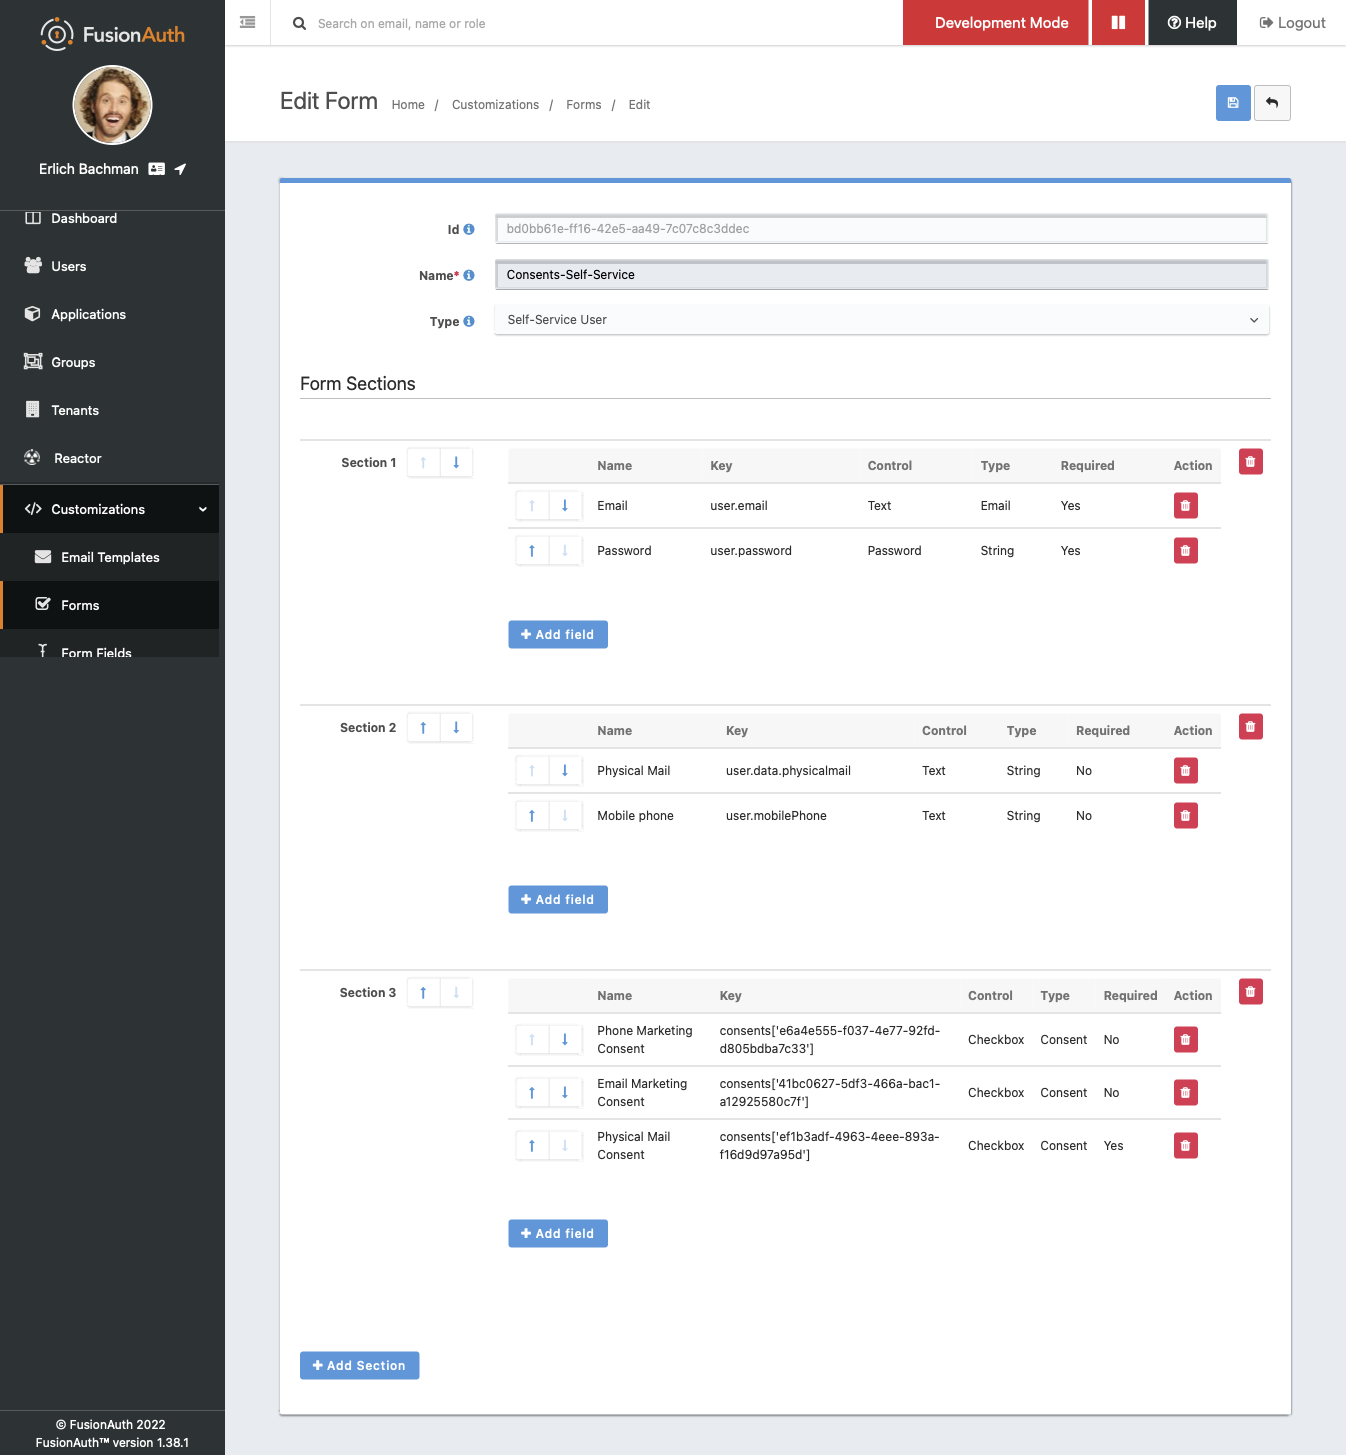 FusionAuth
Erlich Bachman
Dashboard
Users
Applications
Groups
Tenants
Reactor
Customizations
Email Templates
Forms
Form Fields
© FusionAuth 2022
FusionAuth™ version 1.38.1
Search on email, name or role
Development Mode
Help
Logout
Edit Form
Home / Customizations / Forms / Edit
Id bd0bb61e-ff16-42e5-aa49-7c07c8c3ddec
Name* Consents-Self-Service
Type Self-Service User
Form Sections
Section 1
Name Key Control Type Required Action
Email user.email Text Email Yes
Password user.password Password String Yes
Add field
Section 2
Name Key Control Type Required Action
Physical Mail user.data.physicalmail Text String No
Mobile phone user.mobilePhone Text String No
Add field
Section 3
Name Key Control Type Required Action
Phone Marketing consents['e6a4e555-f037-4e77-92fd-
Consent d805bdba7c33'] Checkbox Consent No
Email Marketing consents['41bc0627-5df3-466a-bac1-
Consent a12925580c7f'] Checkbox Consent No
Physical Mail consents['ef1b3adf-4963-4eee-893a-
Consent f16d9d97a95d'] Checkbox Consent Yes
Add field
Add Section